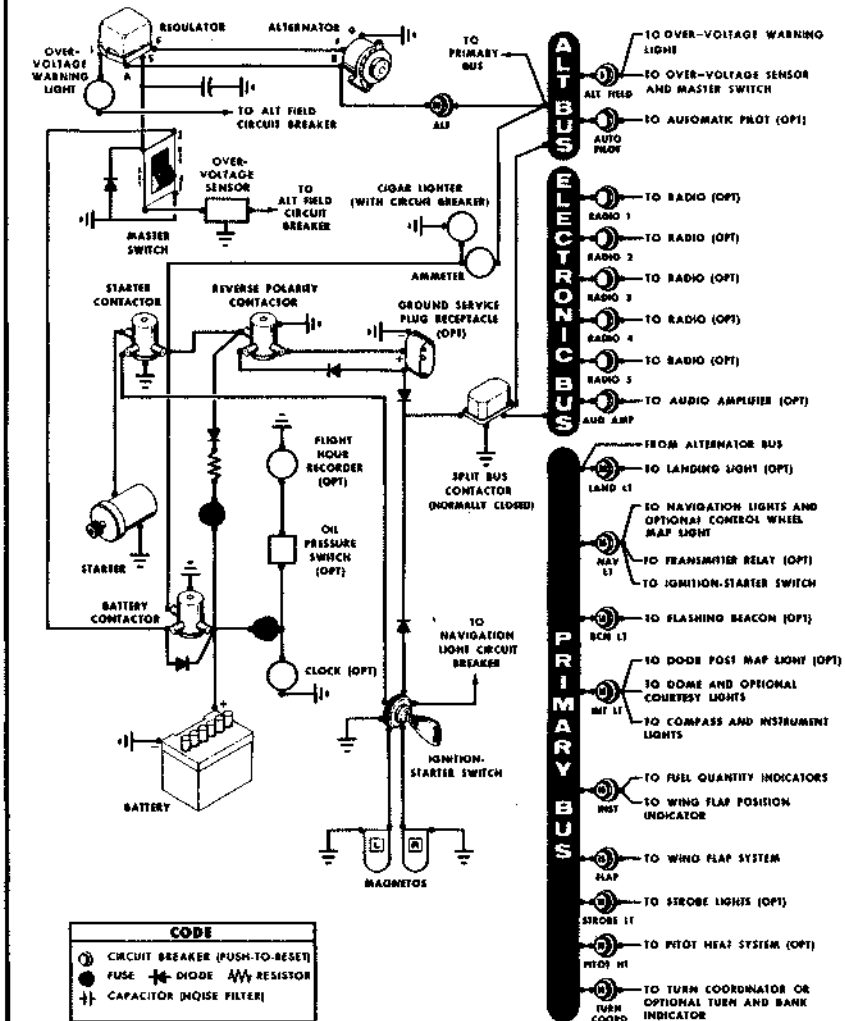 REGULATOR
ALTERNATOR
OVER-
VOLTAGE
WARNING
LIGHT
A
S
F
G
B
TO
PRIMARY
BUS
TO ALT FIELD
CIRCUIT BREAKER
ALT
OVER-
VOLTAGE
SENSOR
MASTER
SWITCH
TO
ALT FIELD
CIRCUIT
BREAKER
CIGAR LIGHTER
(WITH CIRCUIT BREAKER)
AMMETER
STARTER
CONTACTOR
REVERSE POLARITY
CONTACTOR
GROUND SERVICE
PLUG RECEPTACLE
(OPT)
FLIGHT
HOUR
RECORDER
(OPT)
SPLIT BUS
CONTACTOR
(NORMALLY CLOSED)
OIL
PRESSURE
SWITCH
(OPT)
STARTER
BATTERY
CONTACTOR
CLOCK (OPT)
TO
NAVIGATION
LIGHT CIRCUIT
BREAKER
IGNITION-
STARTER SWITCH
BATTERY
L
R
MAGNETOS
CODE
CIRCUIT BREAKER (PUSH-TO-RESET)
FUSE
DIODE
RESISTOR
CAPACITOR (NOISE FILTER)
ALT BUS
TO OVER-VOLTAGE WARNING
LIGHT
TO OVER-VOLTAGE SENSOR
AND MASTER SWITCH
ALT FIELD
TO AUTOMATIC PILOT (OPT)
AUTO
PILOT
ELECTRONIC BUS
TO RADIO (OPT)
RADIO 1
TO RADIO (OPT)
RADIO 2
TO RADIO (OPT)
RADIO 3
TO RADIO (OPT)
RADIO 4
TO RADIO (OPT)
RADIO 5
TO AUDIO AMPLIFIER (OPT)
AUD AMP
PRIMARY BUS
FROM ALTERNATOR BUS
TO LANDING LIGHT (OPT)
LAND LT
TO NAVIGATION LIGHTS AND
OPTIONAL CONTROL WHEEL
MAP LIGHT
TO TRANSMITTER RELAY (OPT)
TO IGNITION-STARTER SWITCH
NAV
LT
TO FLASHING BEACON (OPT)
BCN LT
TO DOOR POST MAP LIGHT (OPT)
TO DOME AND OPTIONAL
COURTESY LIGHTS
TO COMPASS AND INSTRUMENT
LIGHTS
INT LT
TO FUEL QUANTITY INDICATORS
TO WING FLAP POSITION
INDICATOR
INST
TO WING FLAP SYSTEM
FLAP
TO STROBE LIGHTS (OPT)
STROBE LT
TO PITOT HEAT SYSTEM (OPT)
PITOT HT
TO TURN COORDINATOR OR
OPTIONAL TURN AND BANK
INDICATOR
TURN
COORD